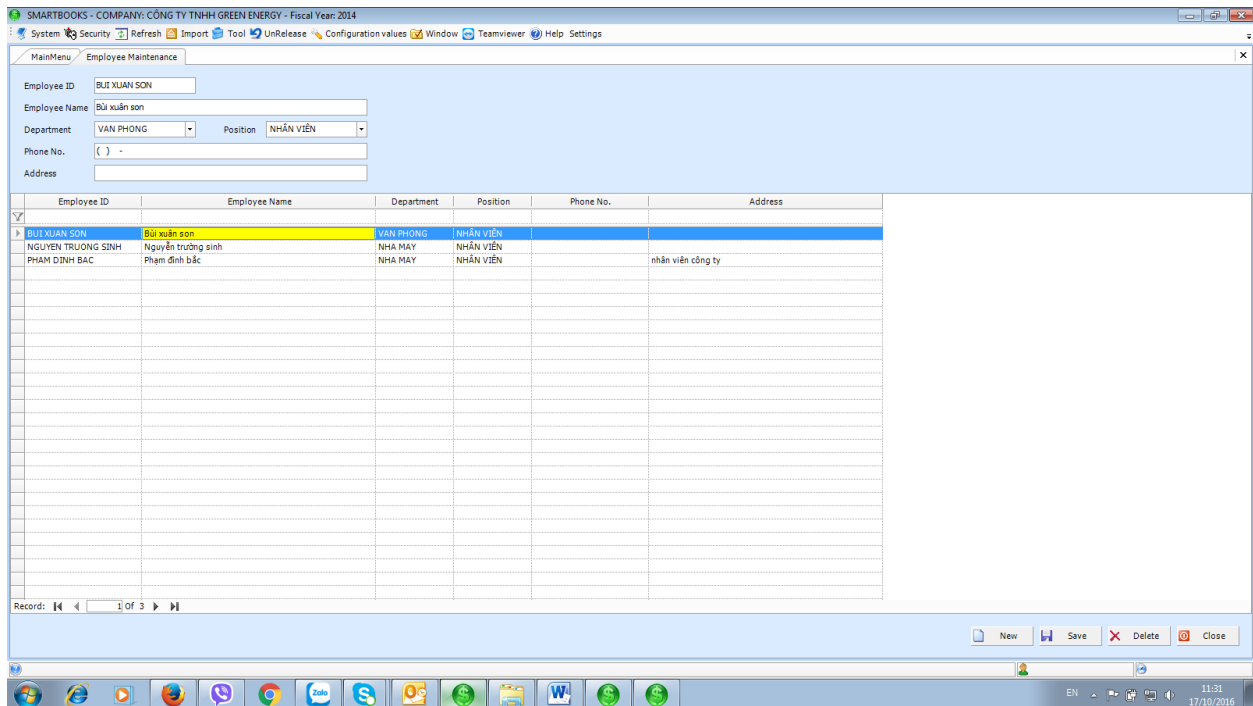 SMARTBOOKS - COMPANY: CÔNG TY TNHH GREEN ENERGY - Fiscal Year: 2014
System Security Refresh Import Tool UnRelease Configuration values Window Teamviewer Help Settings
MainMenu Employee Maintenance
Employee ID BUI XUAN SON
Employee Name Bùi xuân son
Department VAN PHONG Position NHÂN VIÊN
Phone No. ( ) -
Address
Employee ID Employee Name Department Position Phone No. Address
BUI XUAN SON Bùi xuân son VAN PHONG NHÂN VIÊN
NGUYEN TRUONG SINH Nguyễn trường sinh NHA MAY NHÂN VIÊN
PHAM DINH BAC Phạm đình bắc NHA MAY NHÂN VIÊN nhân viên công ty
Record: 1 Of 3
New Save Delete Close
Zalo
EN 11:31
17/10/2016